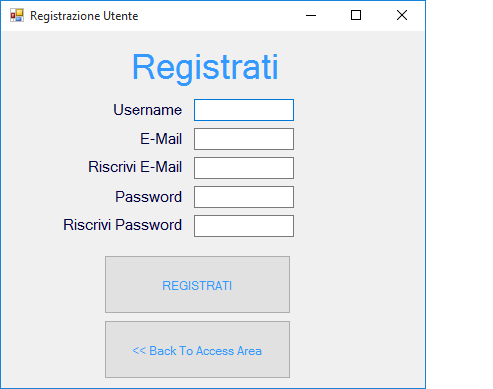 Registrazione Utente
Registrati
Username
E-Mail
Riscrivi E-Mail
Password
Riscrivi Password
REGISTRATI
<< Back To Access Area